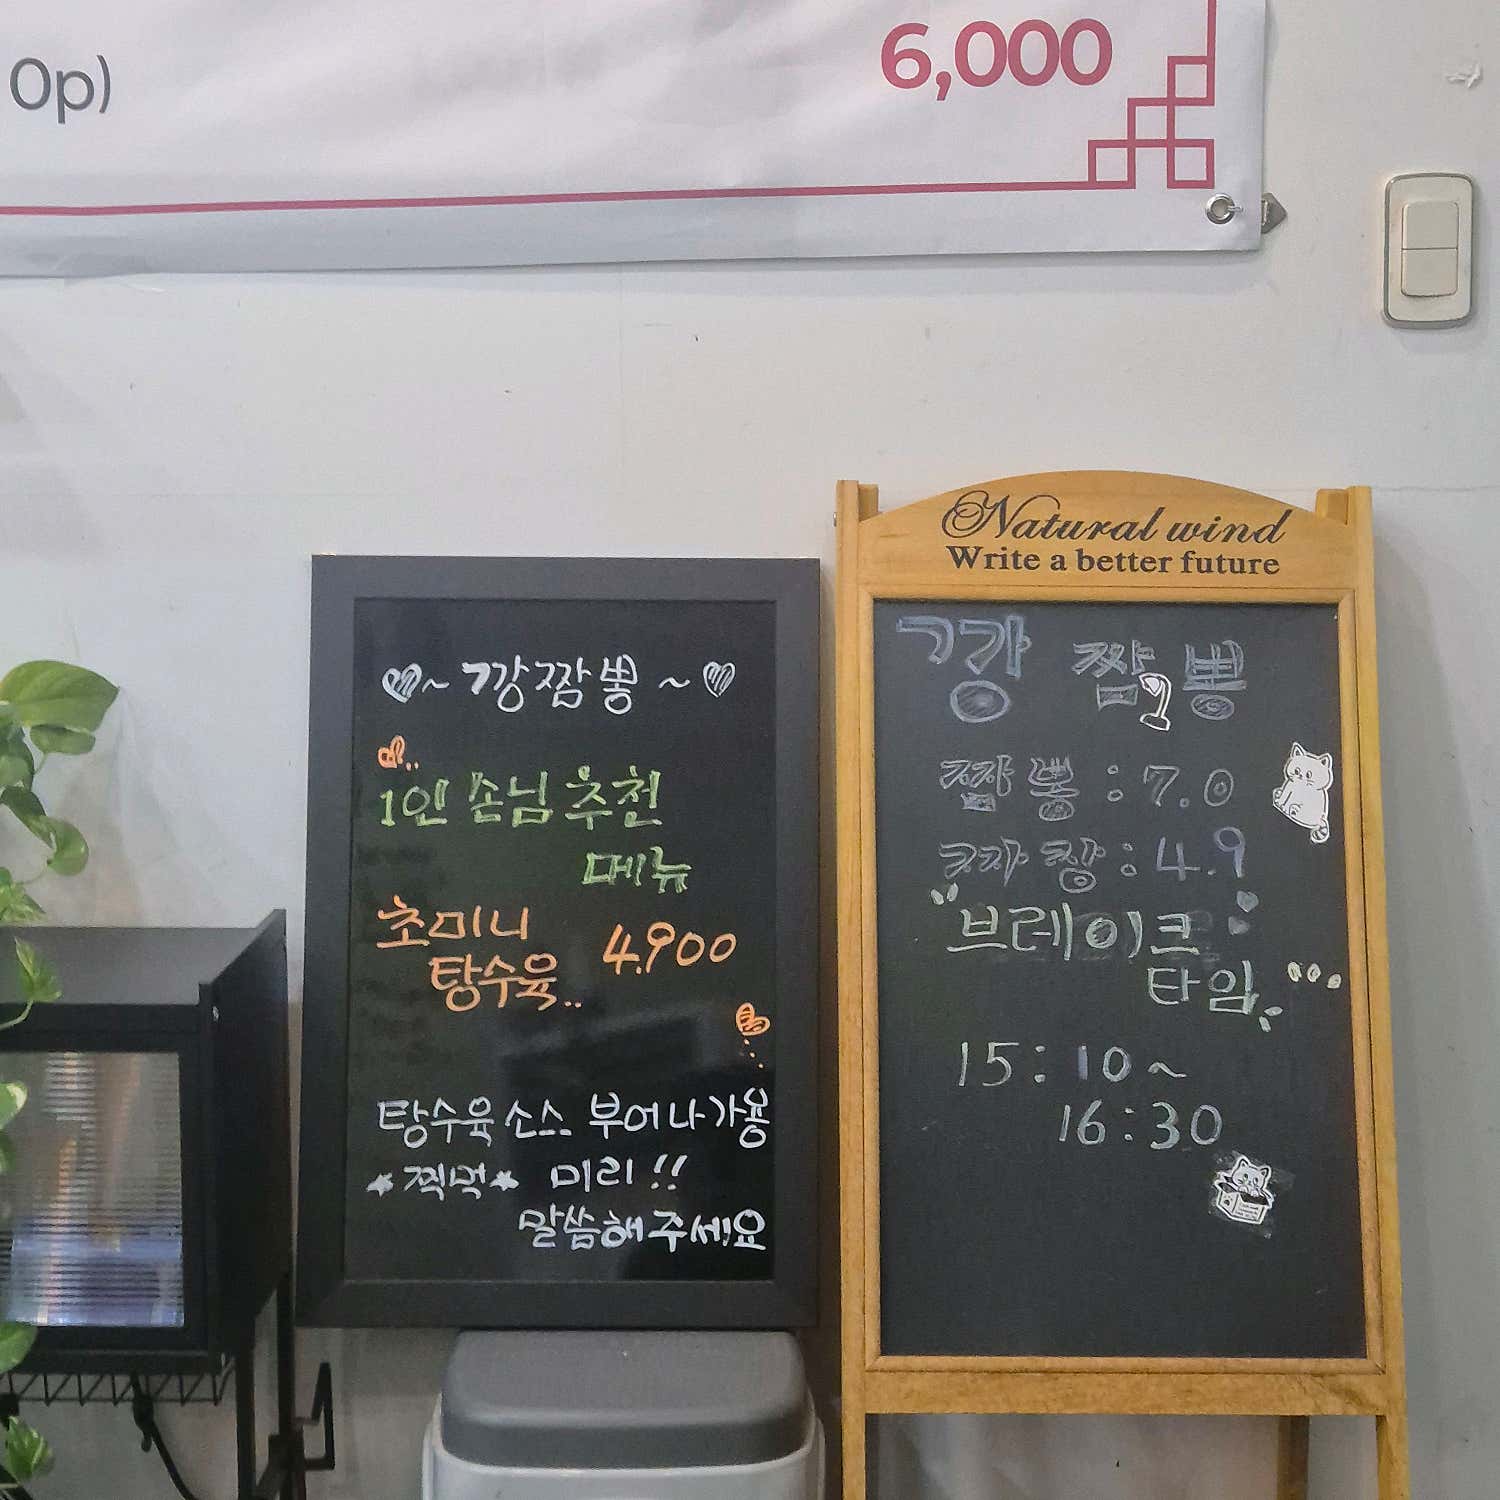 0p)
6,000
~ 깡짬뽕 ~
1인 손님 추천
메뉴
초미니
탕수육..
4.900
탕수육 소스 부어나가용
찍먹 미리!!
말씀해주세요
Natural wind
Write a better future
깡 짬뽕
짬뽕 : 7.0
짜장 : 4.9
브레이크
타임
15 : 10 ~
16 : 30